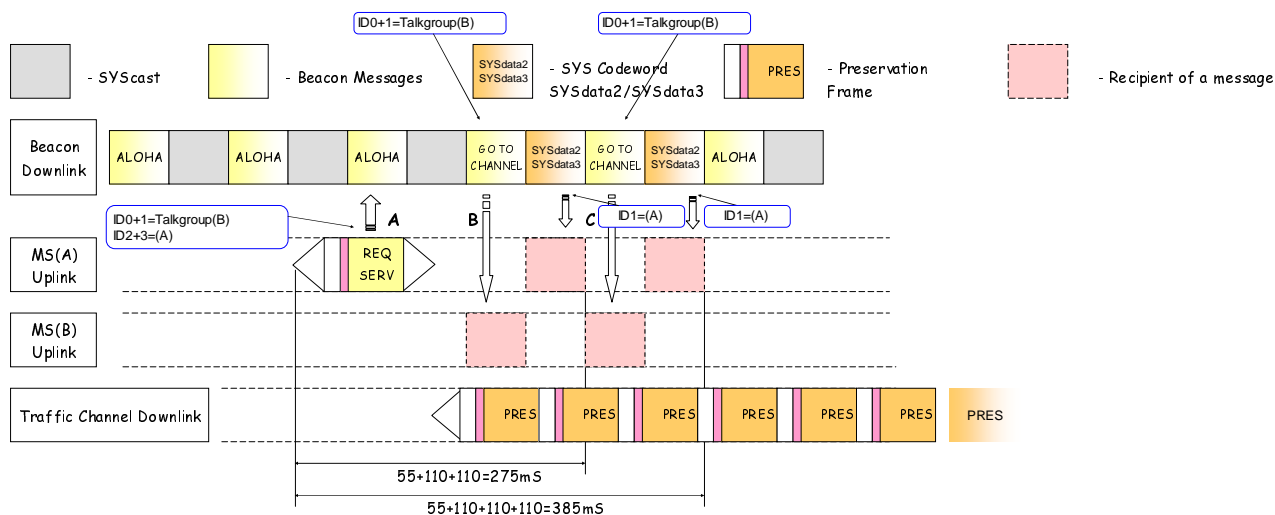 ID0+1=Talkgroup(B)
ID0+1=Talkgroup(B)
- SYScast
- Beacon Messages
SYSdata2
SYSdata3
- SYS Codeword
SYSdata2/SYSdata3
PRES
- Preservation
Frame
- Recipient of a message
Beacon
Downlink
ALOHA
ALOHA
ALOHA
GO TO
CHANNEL
SYSdata2
SYSdata3
GO TO
CHANNEL
SYSdata2
SYSdata3
ALOHA
ID0+1=Talkgroup(B)
ID2+3=(A)
A
B
C
ID1=(A)
ID1=(A)
MS(A)
Uplink
REQ
SERV
MS(B)
Uplink
Traffic Channel Downlink
PRES
PRES
PRES
PRES
PRES
PRES
PRES
55+110+110=275mS
55+110+110+110=385mS